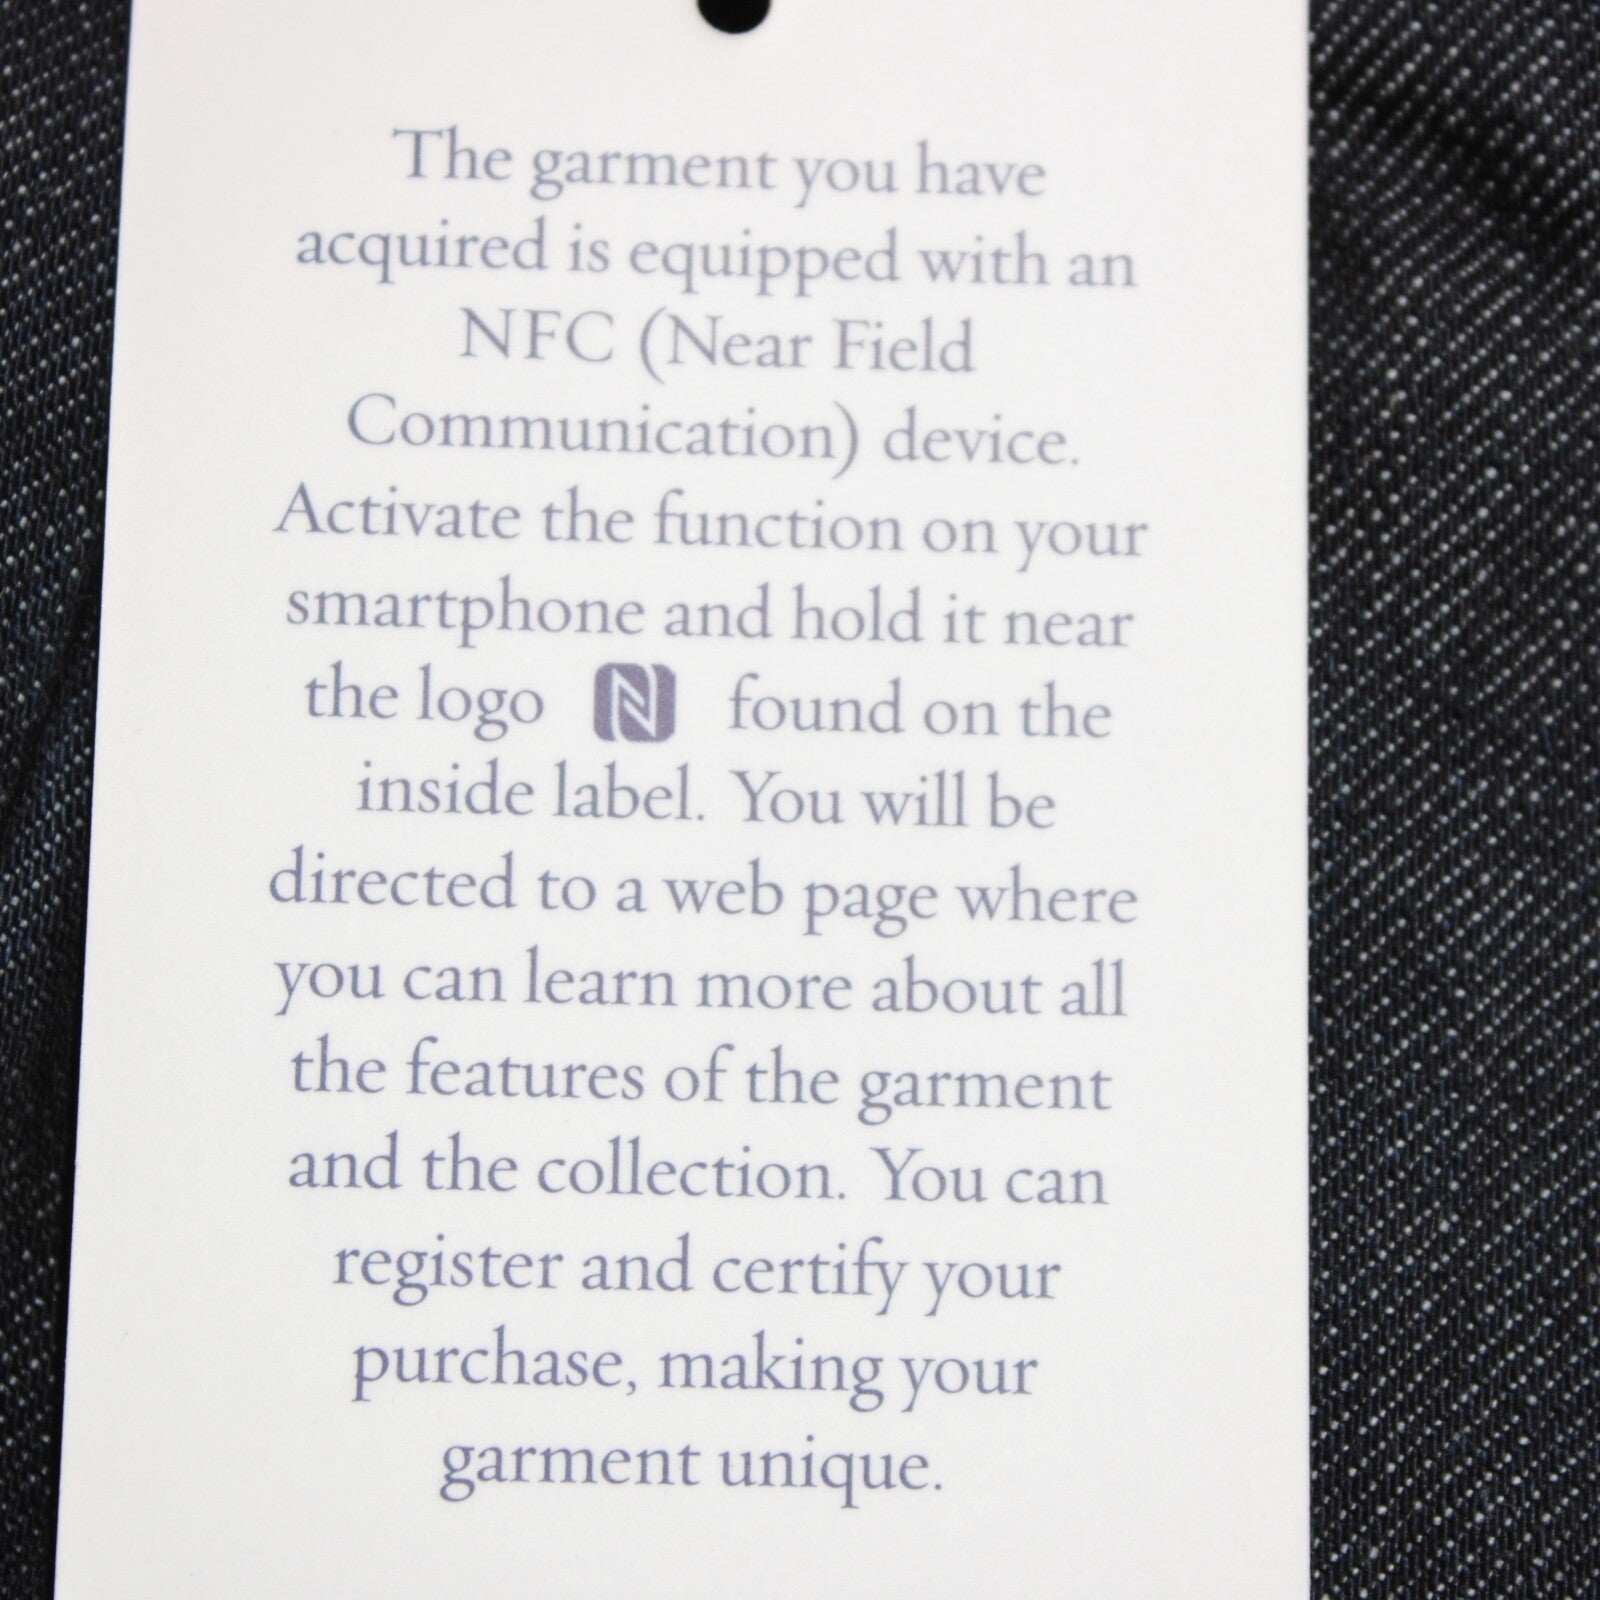 The garment you have
acquired is equipped with an
NFC (Near Field
Communication) device.
Activate the function on your
smartphone and hold it near
the logo N found on the
inside label. You will be
directed to a web page where
you can learn more about all
the features of the garment
and the collection. You can
register and certify your
purchase, making your
garment unique.